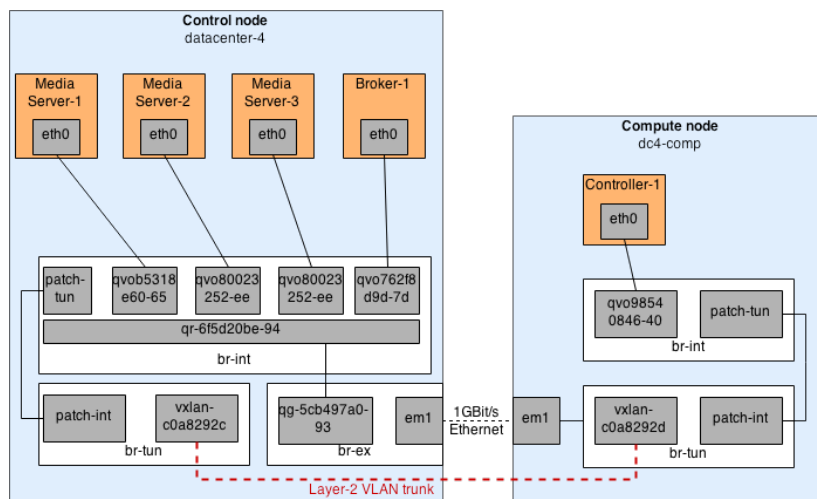 Control node
datacenter-4
Media
Server-1
eth0
Media
Server-2
eth0
Media
Server-3
eth0
Broker-1
eth0
patch-
tun
qvob5318
e60-65
qvo80023
252-ee
qvo80023
252-ee
qvo762f8
d9d-7d
qr-6f5d20be-94
br-int
patch-int
vxlan-
c0a8292c
br-tun
qg-5cb497a0-
93
em1
br-ex
1GBit/s
Ethernet
Layer-2 VLAN trunk
Compute node
dc4-comp
Controller-1
eth0
qvo9854
0846-40
patch-tun
br-int
em1
vxlan-
c0a8292d
patch-int
br-tun